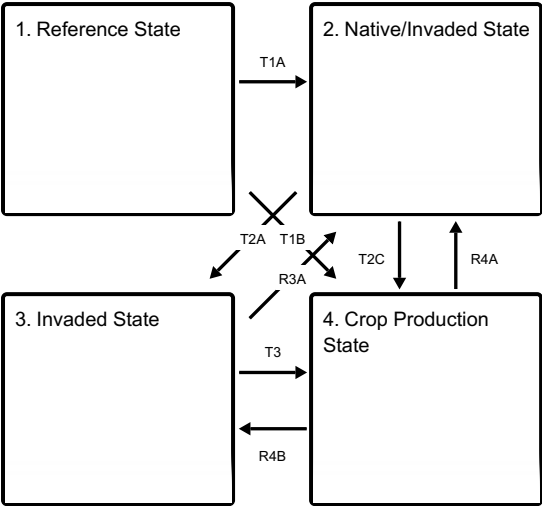 1. Reference State
2. Native/Invaded State
T1A
T2A
T1B
R3A
T2C
R4A
3. Invaded State
4. Crop Production
State
T3
R4B